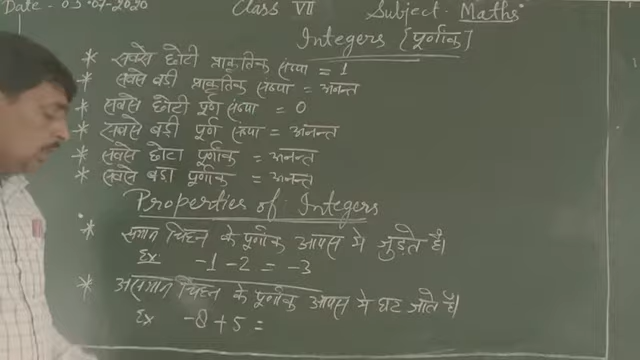 Date - 03-07-2020 Class VII Subject- Maths
Integers [पूर्णांक]
* सबसे छोटी प्राकृतिक संख्या = 1
* सबसे बड़ी प्राकृतिक संख्या = अनन्त
* सबसे छोटी पूर्ण संख्या = 0
* सबसे बड़ी पूर्ण संख्या = अनन्त
* सबसे छोटा पूर्णांक = अनन्त
* सबसे बड़ा पूर्णांक = अनन्त
Properties of: Integers
* समान चिह्न के पूर्णांक आपस मे जुड़ते है।
Ex -1 -2 = -3
* असमान चिह्न के पूर्णांक आपस मे घट जाते है।
Ex -8 + 5 =